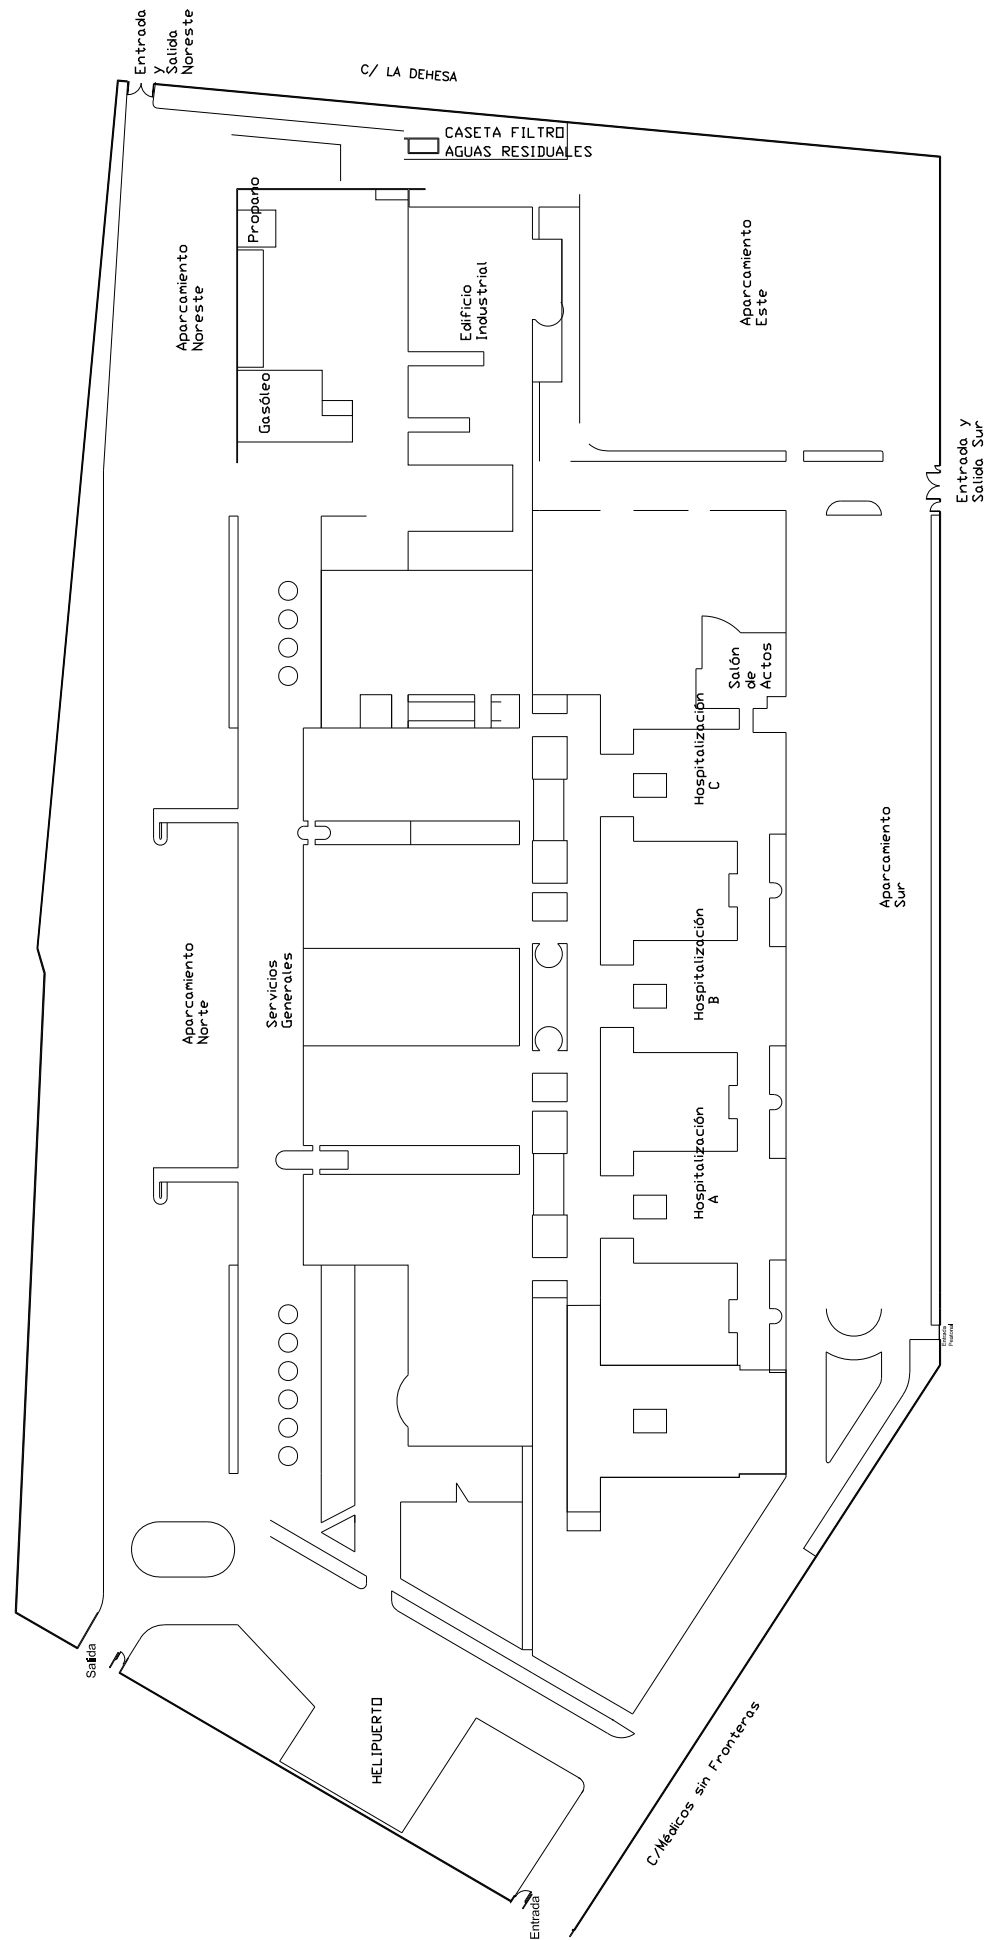 Entrada
y
Salida
Noreste
C/ LA DEHESA
CASETA FILTRO
AGUAS RESIDUALES
Propano
Aparcamiento
Noreste
Edificio
Industrial
Aparcamiento
Este
Gasóleo
Entrada y
Salida Sur
Salón
de
Actos
Hospitalización
C
Aparcamiento
Sur
Aparcamiento
Norte
Servicios
Generales
Hospitalización
B
Hospitalización
A
Entrada
Peatonal
Salida
HELIPUERTO
C/Médicos sin Fronteras
Entrada